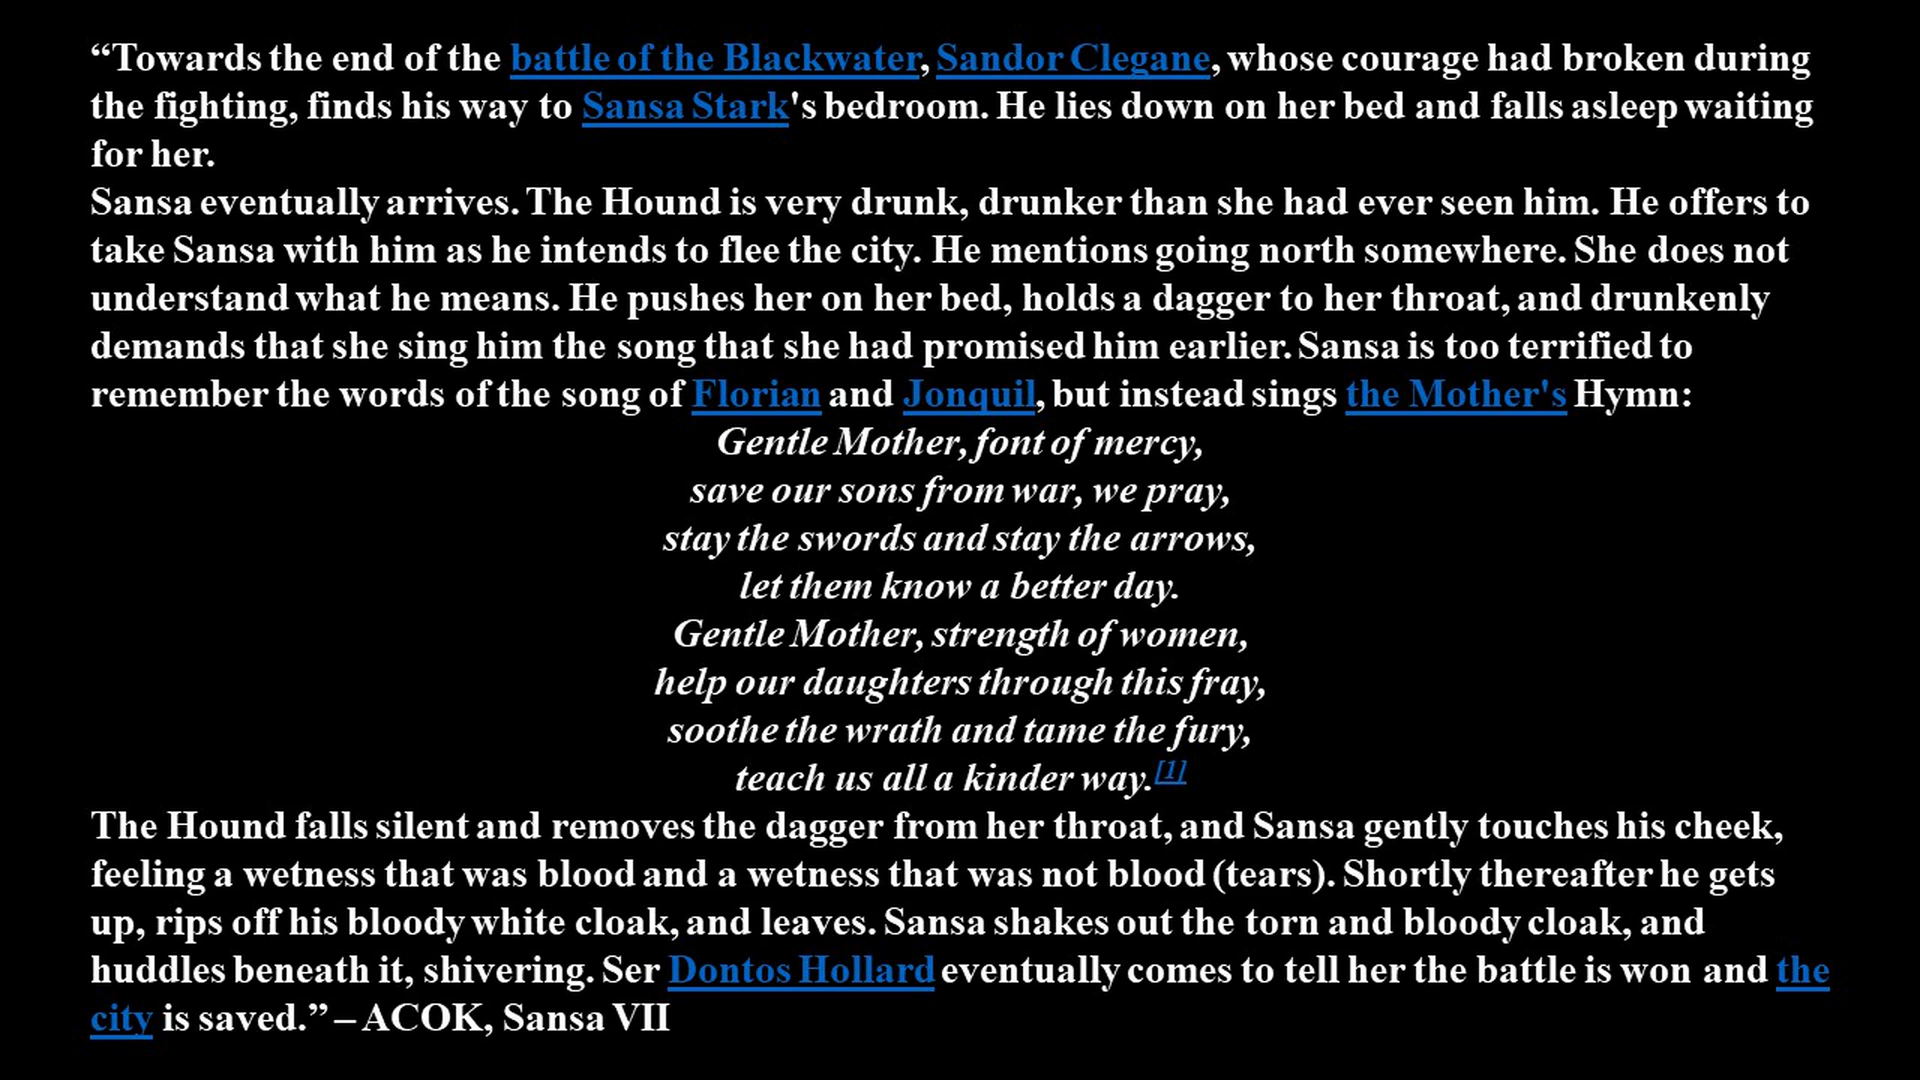 “Towards the end of the battle of the Blackwater, Sandor Clegane, whose courage had broken during
the fighting, finds his way to Sansa Stark's bedroom. He lies down on her bed and falls asleep waiting
for her.
Sansa eventually arrives. The Hound is very drunk, drunker than she had ever seen him. He offers to
take Sansa with him as he intends to flee the city. He mentions going north somewhere. She does not
understand what he means. He pushes her on her bed, holds a dagger to her throat, and drunkenly
demands that she sing him the song that she had promised him earlier. Sansa is too terrified to
remember the words of the song of Florian and Jonquil, but instead sings the Mother's Hymn:
Gentle Mother, font of mercy,
save our sons from war, we pray,
stay the swords and stay the arrows,
let them know a better day.
Gentle Mother, strength of women,
help our daughters through this fray,
soothe the wrath and tame the fury,
teach us all a kinder way.[1]
The Hound falls silent and removes the dagger from her throat, and Sansa gently touches his cheek,
feeling a wetness that was blood and a wetness that was not blood (tears). Shortly thereafter he gets
up, rips off his bloody white cloak, and leaves. Sansa shakes out the torn and bloody cloak, and
huddles beneath it, shivering. Ser Dontos Hollard eventually comes to tell her the battle is won and the
city is saved.” – ACOK, Sansa VII